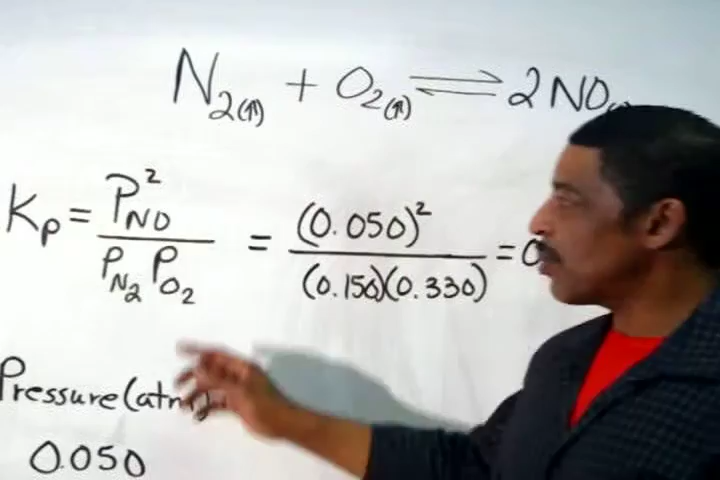 N₂(↑) + O₂(↑) ⇌ 2NO
Kp = P²NO / PN₂ PO₂ = (0.050)² / (0.150)(0.330) = 0
Pressure (atm)
0.050